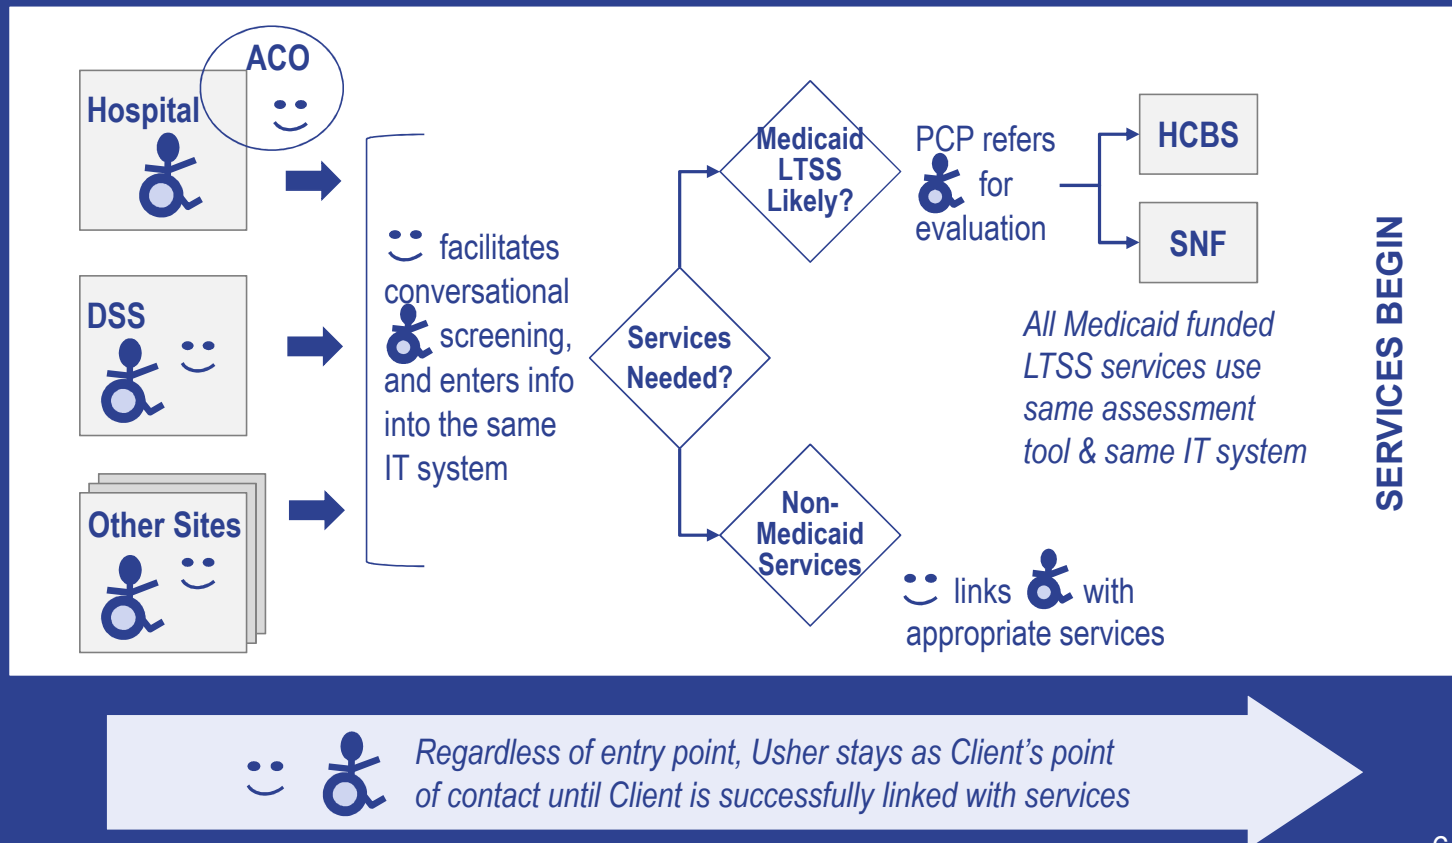 ACO
Hospital
DSS
Other Sites
facilitates
conversational
screening,
and enters info
into the same
IT system
Services
Needed?
Medicaid
LTSS
Likely?
PCP refers
for
evaluation
HCBS
SNF
All Medicaid funded
LTSS services use
same assessment
tool & same IT system
Non-
Medicaid
Services
links with
appropriate services
SERVICES BEGIN
Regardless of entry point, Usher stays as Client's point
of contact until Client is successfully linked with services